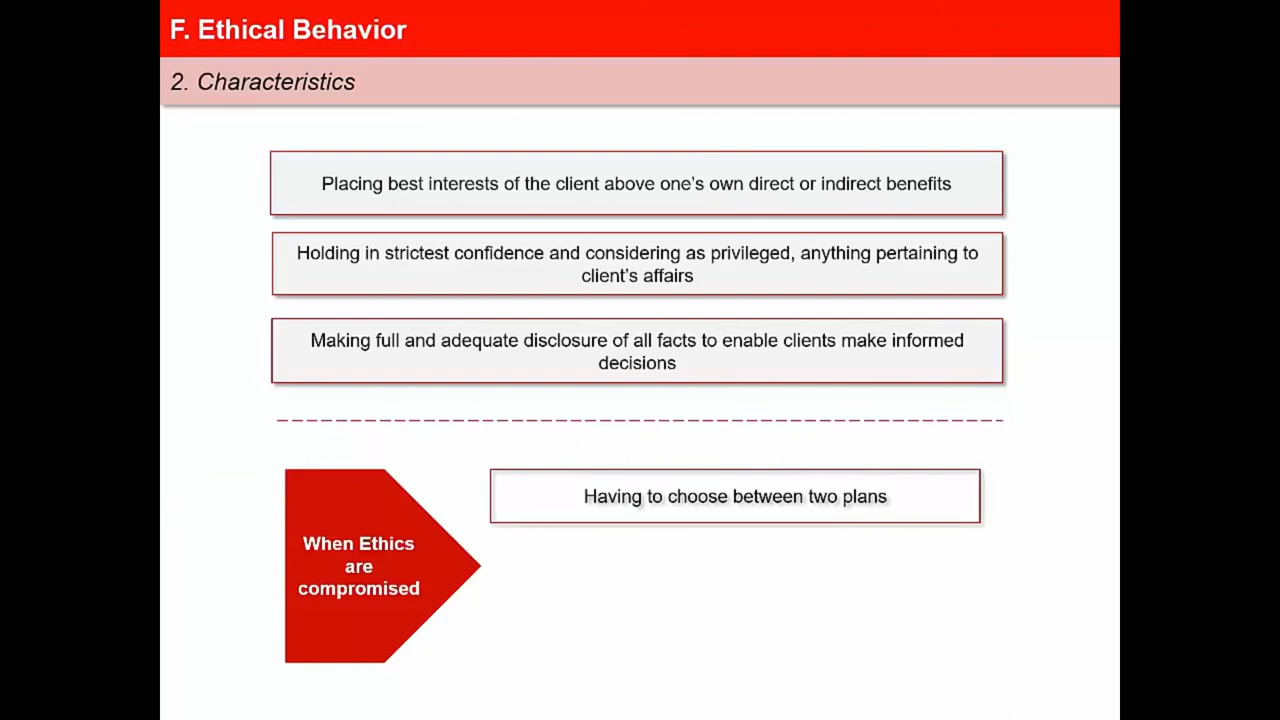 F. Ethical Behavior
2. Characteristics
Placing best interests of the client above one's own direct or indirect benefits
Holding in strictest confidence and considering as privileged, anything pertaining to
client's affairs
Making full and adequate disclosure of all facts to enable clients make informed
decisions
When Ethics
are
compromised
Having to choose between two plans